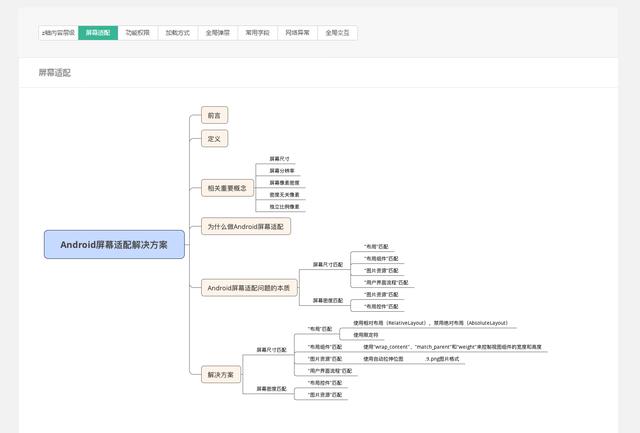 z轴内容层级 屏幕适配 功能权限 加载方式 全局弹层 常用字段 网络异常 全局交互
屏幕适配
Android屏幕适配解决方案
前言
定义
相关重要概念
屏幕尺寸
屏幕分辨率
屏幕像素密度
密度无关像素
独立比例像素
为什么做Android屏幕适配
Android屏幕适配问题的本质
屏幕尺寸匹配
"布局"匹配
"布局组件"匹配
"图片资源"匹配
"用户界面流程"匹配
屏幕密度匹配
"图片资源"匹配
"布局控件"匹配
解决方案
屏幕尺寸匹配
"布局"匹配
使用相对布局（RelativeLayout），禁用绝对布局（AbsoluteLayout）
使用限定符
"布局组件"匹配 使用"wrap_content"、"match_parent"和"weight"来控制视图组件的宽度和高度
"图片资源"匹配 使用自动拉伸位图 .9.png图片格式
"用户界面流程"匹配
屏幕密度匹配
"布局控件"匹配
"图片资源"匹配